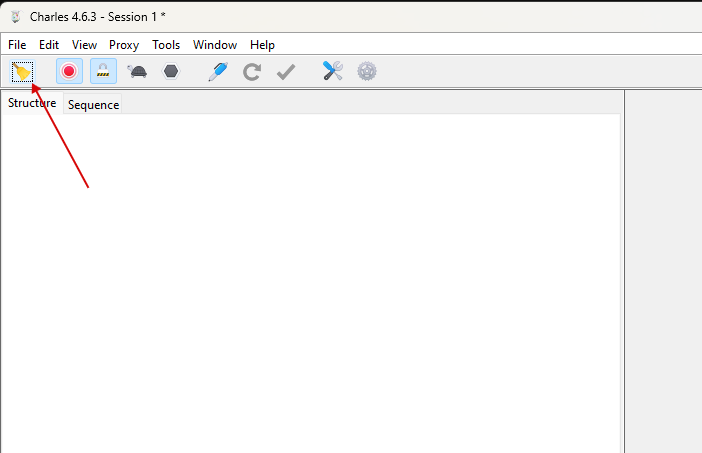 Charles 4.6.3 - Session 1 *
File Edit View Proxy Tools Window Help
Structure Sequence